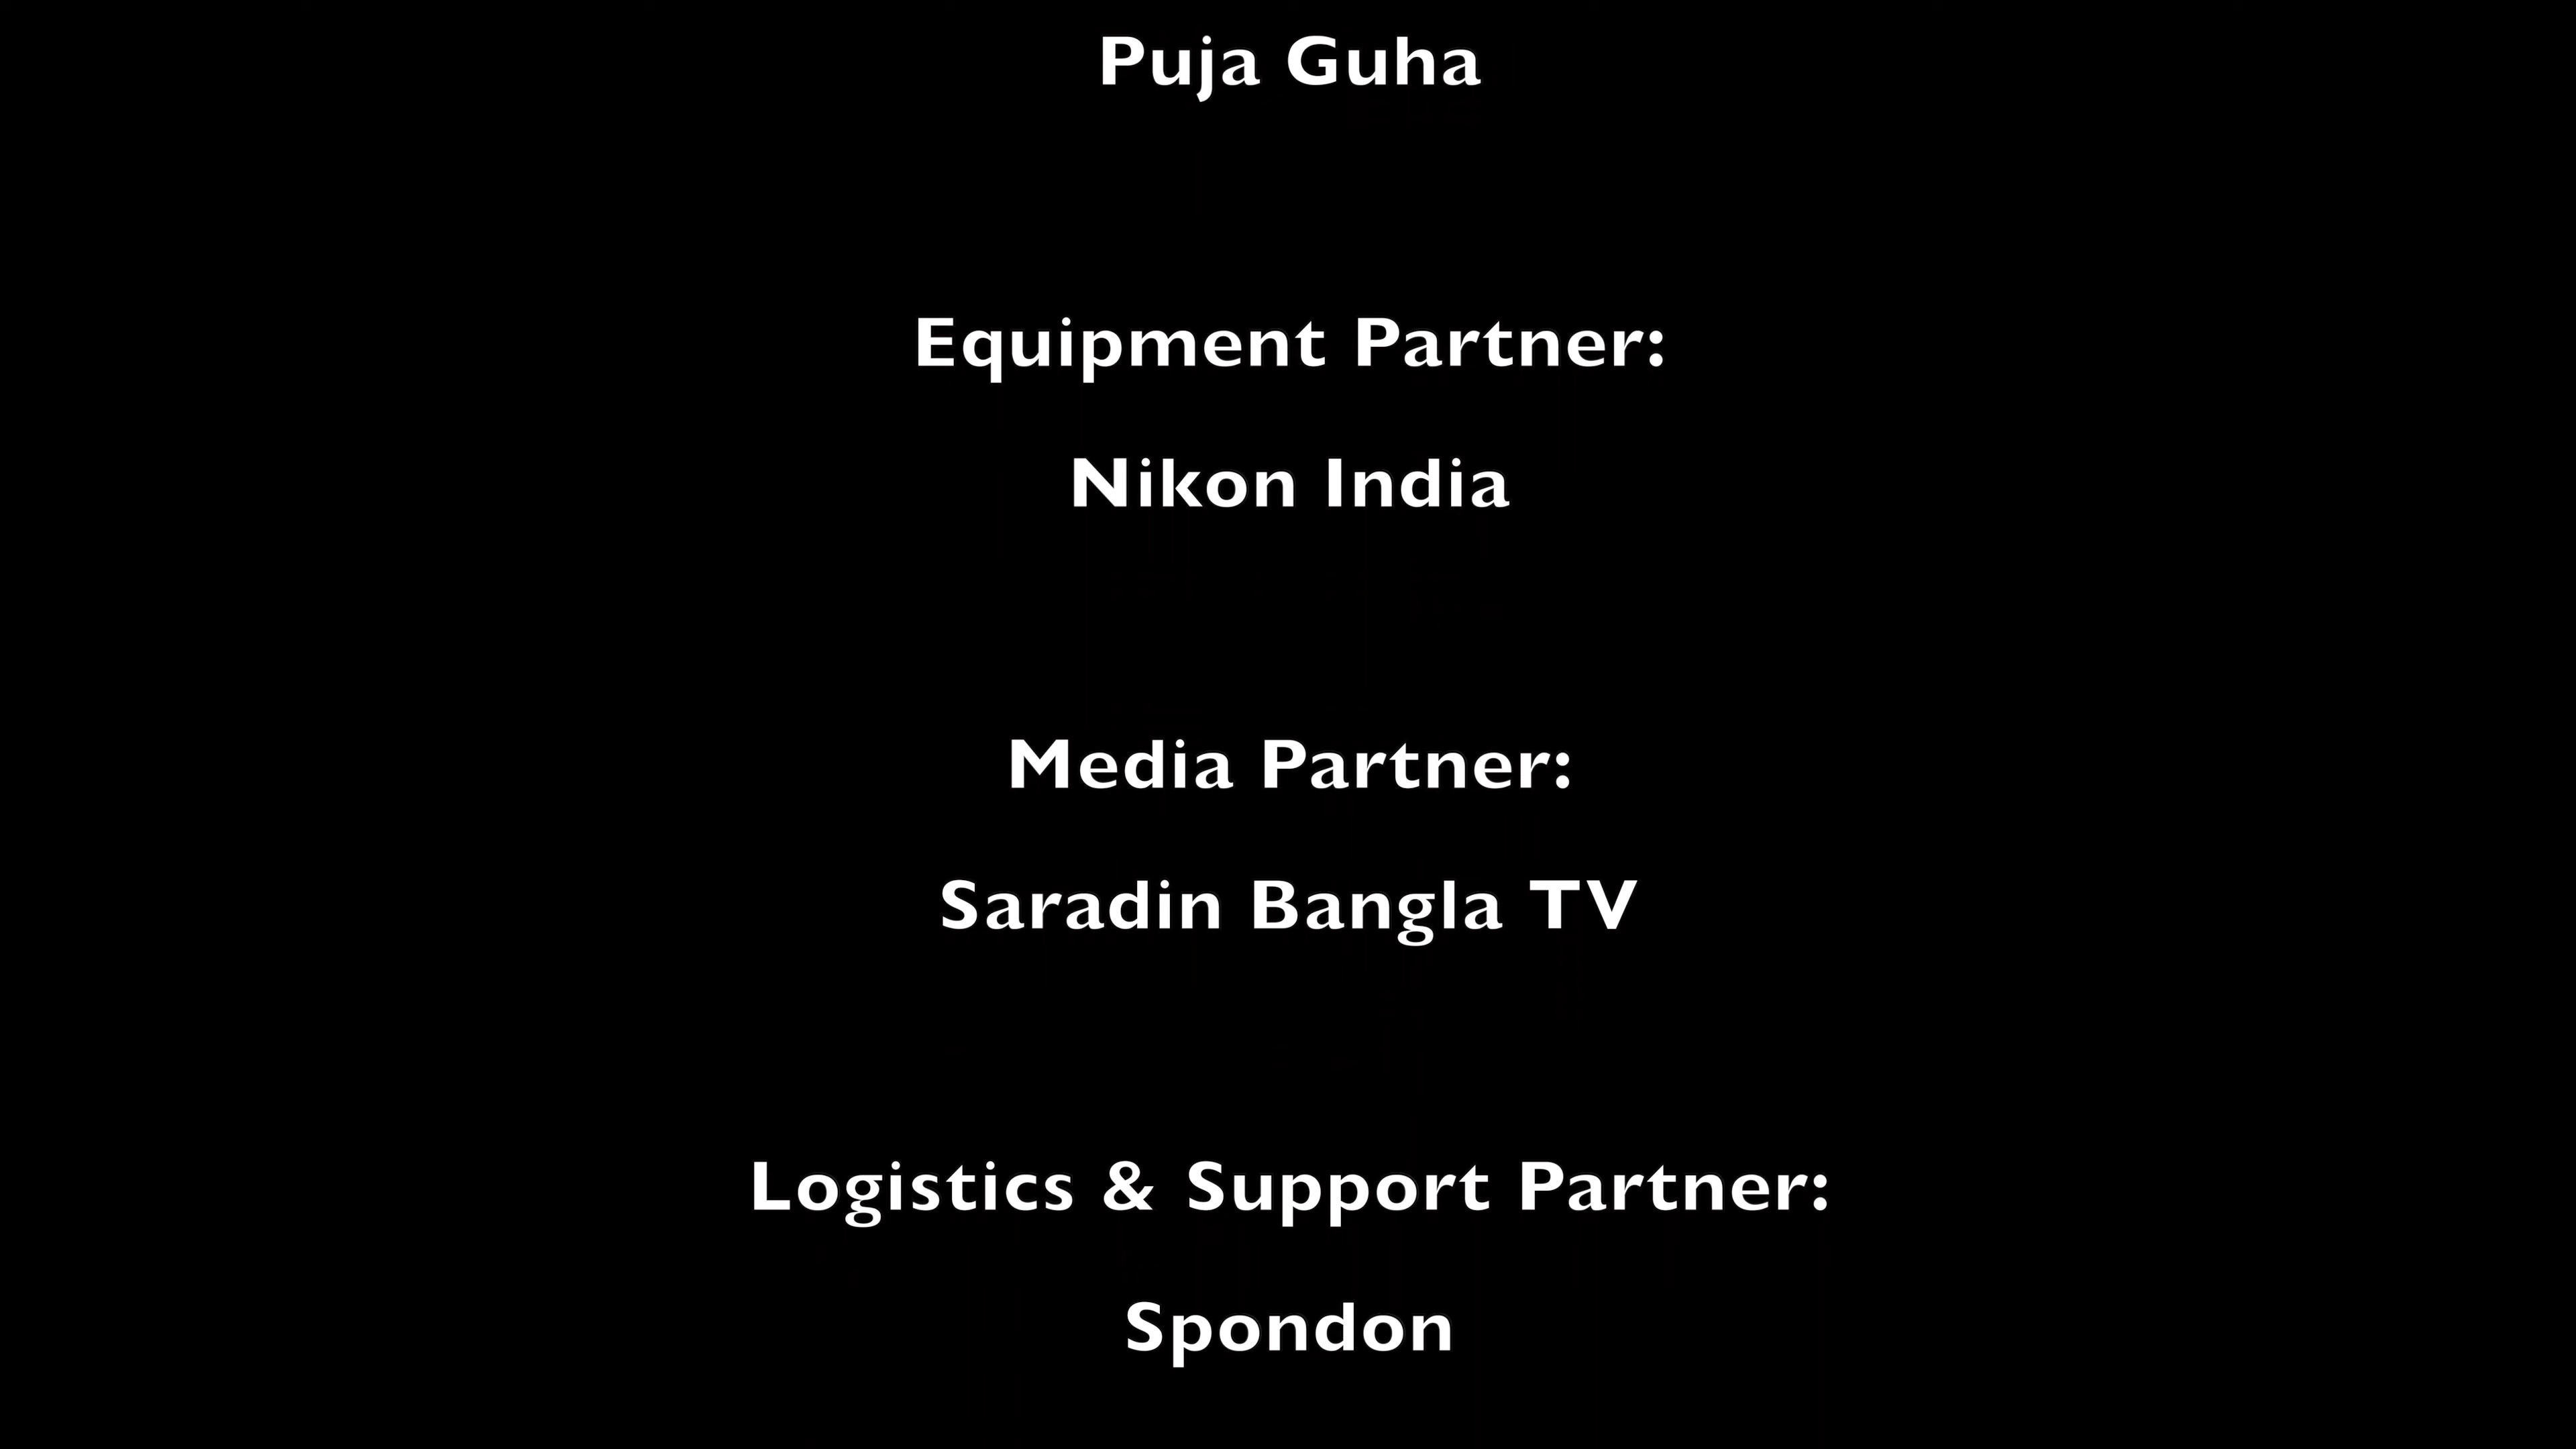 Puja Guha
Equipment Partner:
Nikon India
Media Partner:
Saradin Bangla TV
Logistics & Support Partner:
Spondon